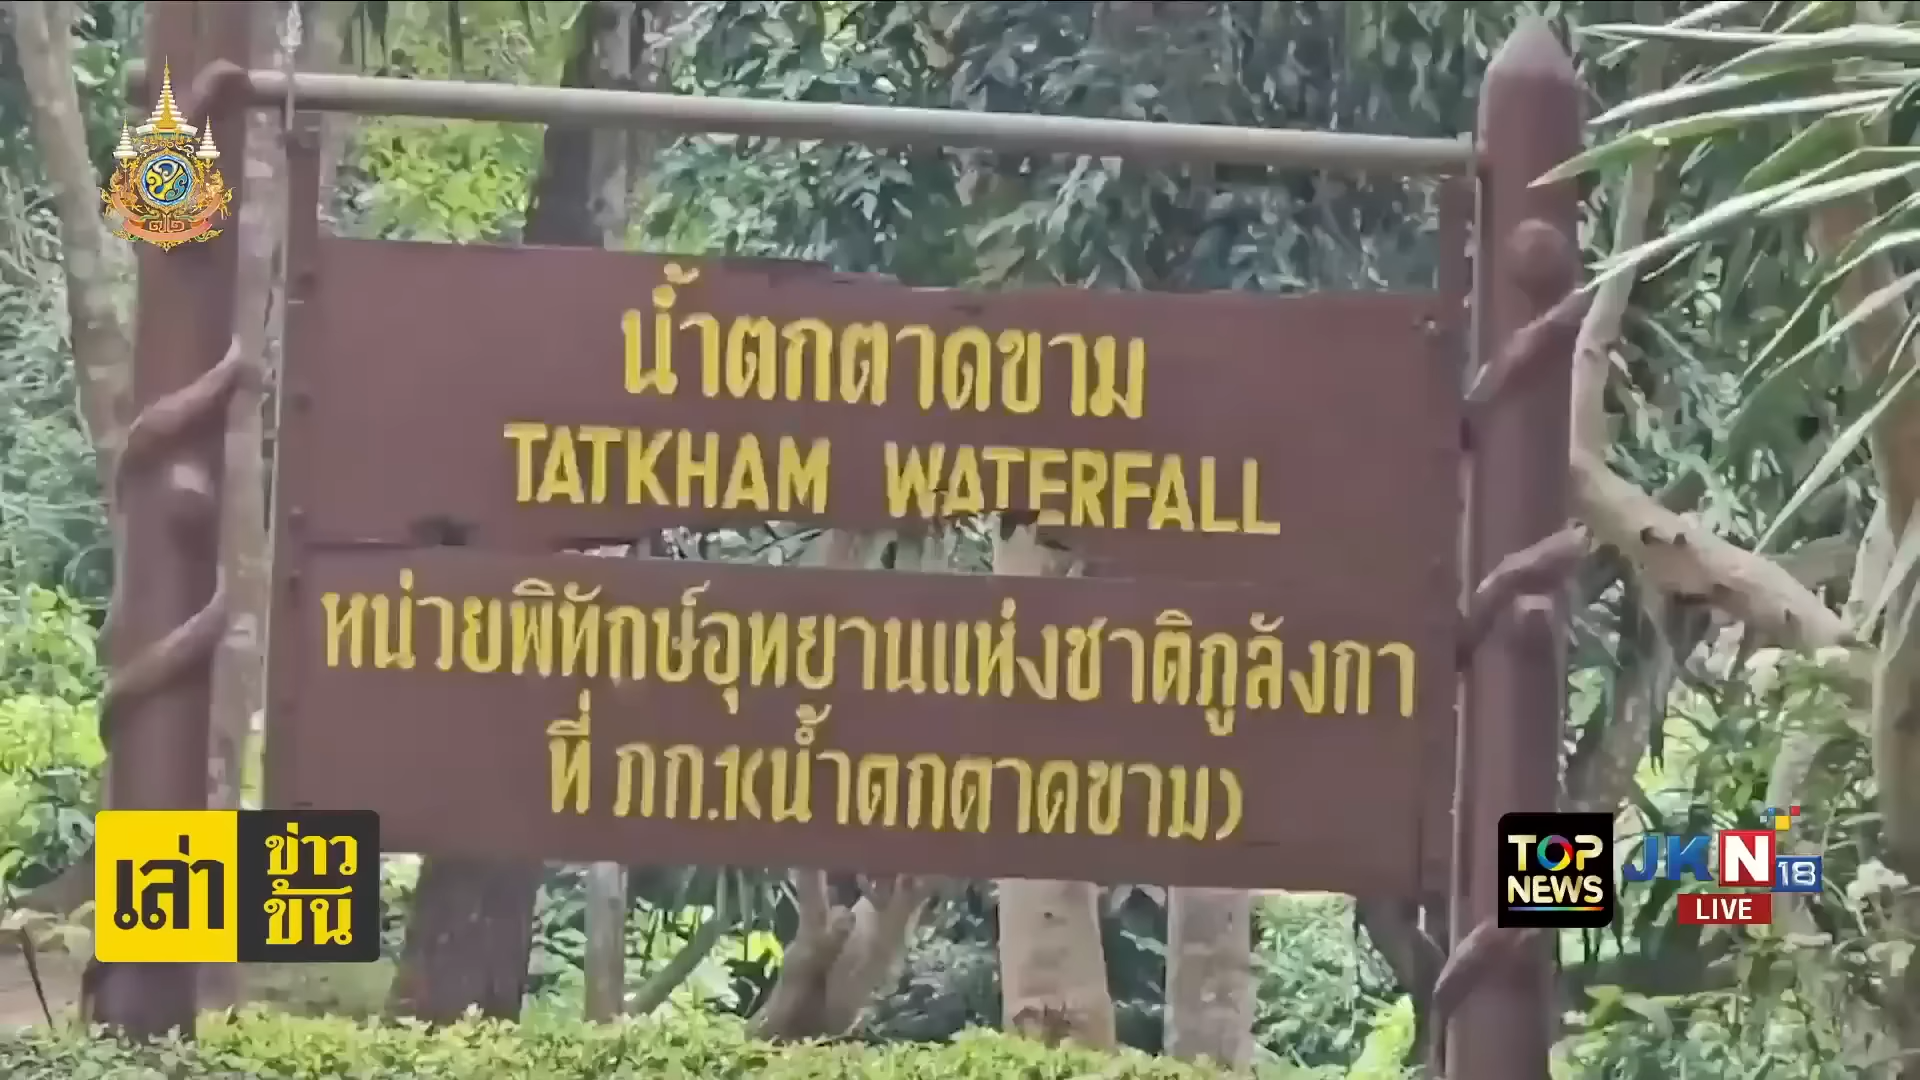 น้ำตกตาดขาม
TATKHAM WATERFALL
หน่วยพิทักษ์อุทยานแห่งชาติภูลังกา
ที่ ภก.1(น้ำตกตาดขาม)
เล่า
ข่าว
ข้น
TOP
NEWS
JKN
18
LIVE